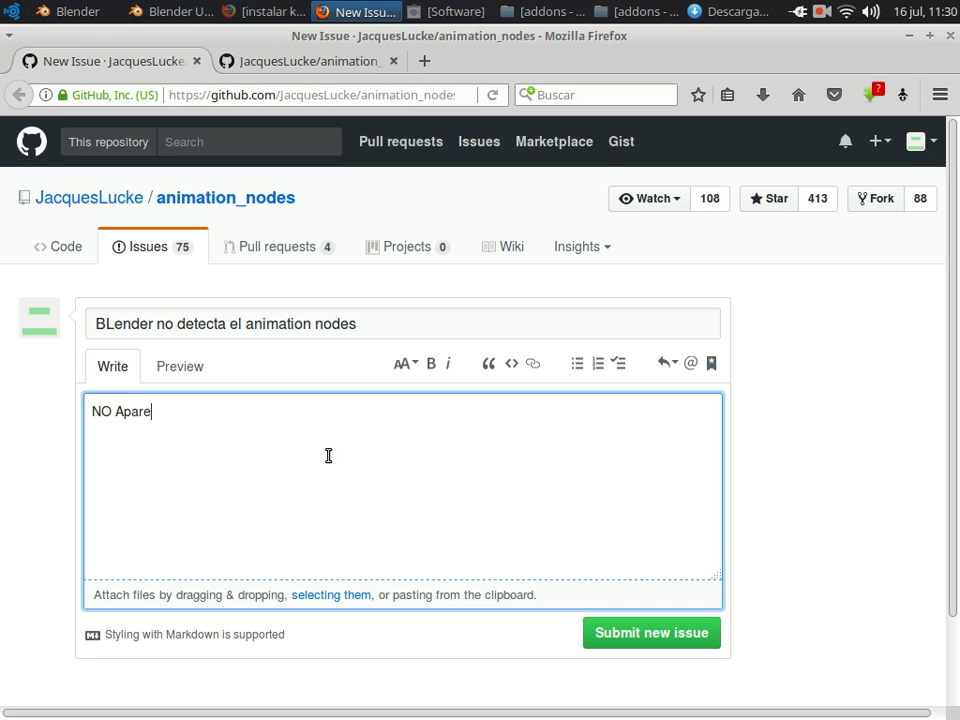 Blender
Blender U...
[instalar k...
New Issu...
[Software]
[addons - ...
[addons - ...
Descarga...
16 jul, 11:30
New Issue · JacquesLucke/animation_nodes - Mozilla Firefox
New Issue · JacquesLucke
JacquesLucke/animation_
GitHub, Inc. (US)
https://github.com/JacquesLucke/animation_nodes
Buscar
?
This repository
Search
Pull requests
Issues
Marketplace
Gist
JacquesLucke / animation_nodes
Watch 108
Star 413
Fork 88
Code
Issues 75
Pull requests 4
Projects 0
Wiki
Insights
BLender no detecta el animation nodes
Write
Preview
AA B i
@
NO Apare
Attach files by dragging & dropping, selecting them, or pasting from the clipboard.
Styling with Markdown is supported
Submit new issue